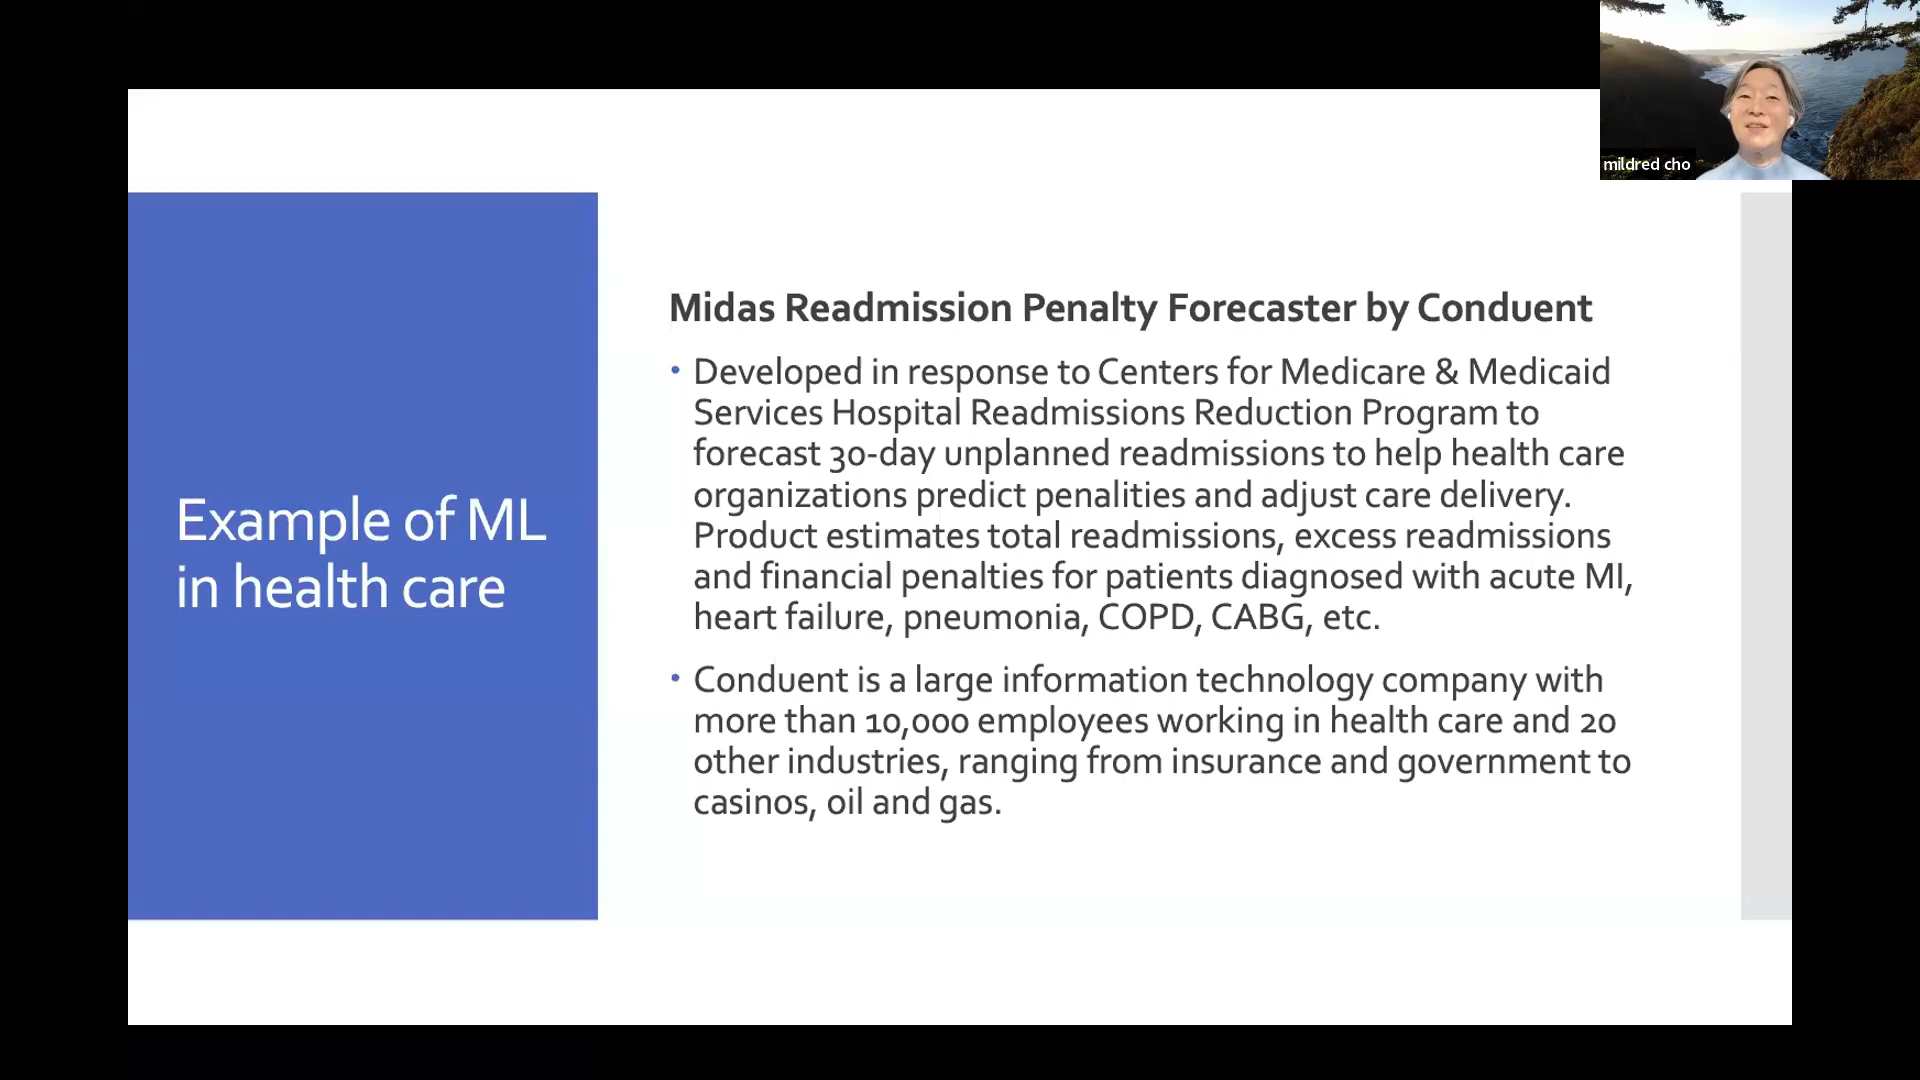 mildred cho
Example of ML
in health care
Midas Readmission Penalty Forecaster by Conduent
• Developed in response to Centers for Medicare & Medicaid
Services Hospital Readmissions Reduction Program to
forecast 30-day unplanned readmissions to help health care
organizations predict penalities and adjust care delivery.
Product estimates total readmissions, excess readmissions
and financial penalties for patients diagnosed with acute MI,
heart failure, pneumonia, COPD, CABG, etc.
• Conduent is a large information technology company with
more than 10,000 employees working in health care and 20
other industries, ranging from insurance and government to
casinos, oil and gas.